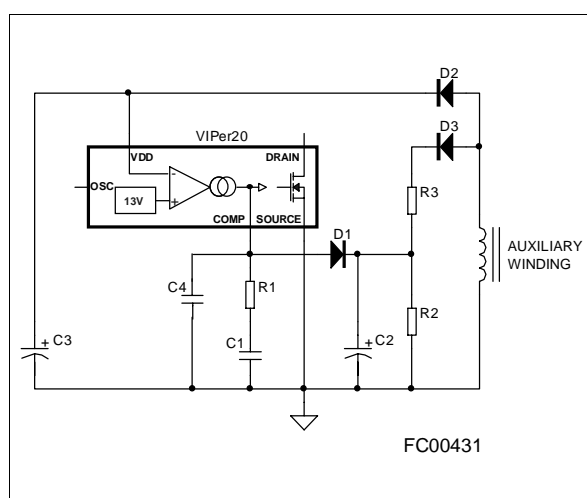 D2
D3
VIPer20
VDD
DRAIN
-
OSC
13V
+
COMP
SOURCE
R3
D1
AUXILIARY
WINDING
C4
R1
R2
+
C3
C1
+
C2
FC00431